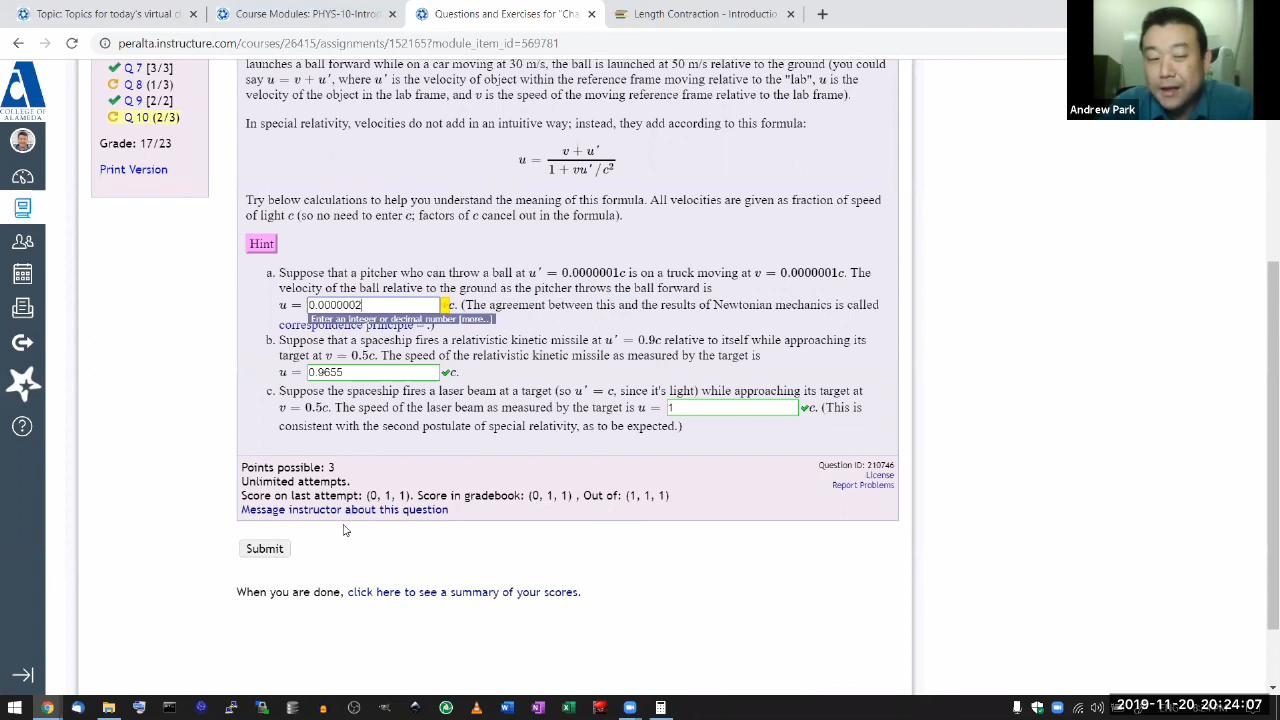 Topic: Topics for today's virtual c
Course Modules: PHYS-10-Introd
Questions and Exercises for "Cha
Length Contraction - Introductio
peralta.instructure.com/courses/26415/assignments/152165?module_item_id=569781
COLLEGE OF
ALAMEDA
Q 7 [3/3]
Q 8 (1/3)
Q 9 [2/2]
Q 10 (2/3)
Grade: 17/23
Print Version
launches a ball forward while on a car moving at 30 m/s, the ball is launched at 50 m/s relative to the ground (you could
say u = v + u', where u' is the velocity of object within the reference frame moving relative to the "lab", u is the
velocity of the object in the lab frame, and v is the speed of the moving reference frame relative to the lab frame).
In special relativity, velocities do not add in an intuitive way; instead, they add according to this formula:
u = (v + u') / (1 + vu'/c²)
Try below calculations to help you understand the meaning of this formula. All velocities are given as fraction of speed
of light c (so no need to enter c; factors of c cancel out in the formula).
Hint
a. Suppose that a pitcher who can throw a ball at u' = 0.0000001c is on a truck moving at v = 0.0000001c. The
velocity of the ball relative to the ground as the pitcher throws the ball forward is
u = 0.0000002 c. (The agreement between this and the results of Newtonian mechanics is called
Enter an integer or decimal number [more..]
correspondence principle .)
b. Suppose that a spaceship fires a relativistic kinetic missile at u' = 0.9c relative to itself while approaching its
target at v = 0.5c. The speed of the relativistic kinetic missile as measured by the target is
u = 0.9655 c.
c. Suppose the spaceship fires a laser beam at a target (so u' = c, since it's light) while approaching its target at
v = 0.5c. The speed of the laser beam as measured by the target is u = 1 c. (This is
consistent with the second postulate of special relativity, as to be expected.)
Points possible: 3
Unlimited attempts.
Score on last attempt: (0, 1, 1). Score in gradebook: (0, 1, 1) , Out of: (1, 1, 1)
Message instructor about this question
Question ID: 210746
License
Report Problems
Submit
When you are done, click here to see a summary of your scores.
Andrew Park
2019-11-20 20:24:07